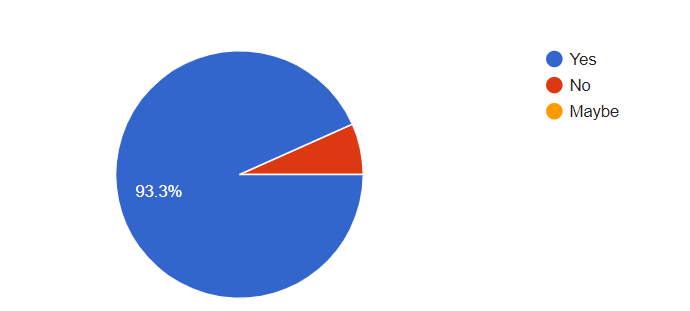 Yes
No
Maybe
93.3%